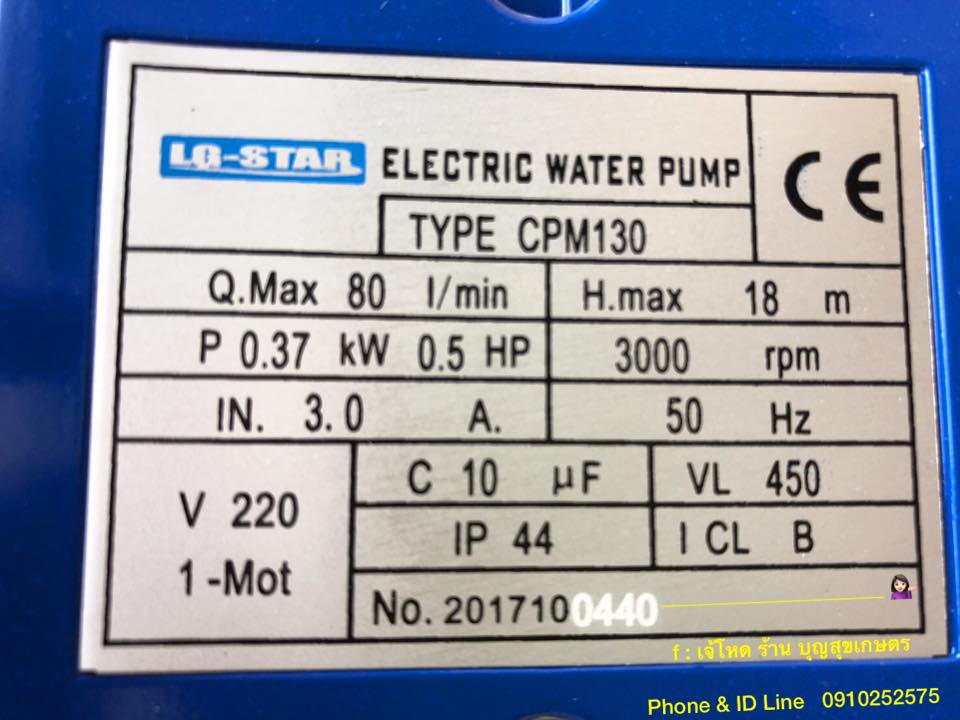 LG-STAR ELECTRIC WATER PUMP
CE
TYPE CPM130
Q.Max 80 l/min H.max 18 m
P 0.37 kW 0.5 HP 3000 rpm
IN. 3.0 A. 50 Hz
V 220
1-Mot
C 10 μF VL 450
IP 44 I CL B
No. 2017100440
f : เจ้โหด ร้าน บุญสุขเกษตร
Phone & ID Line 0910252575